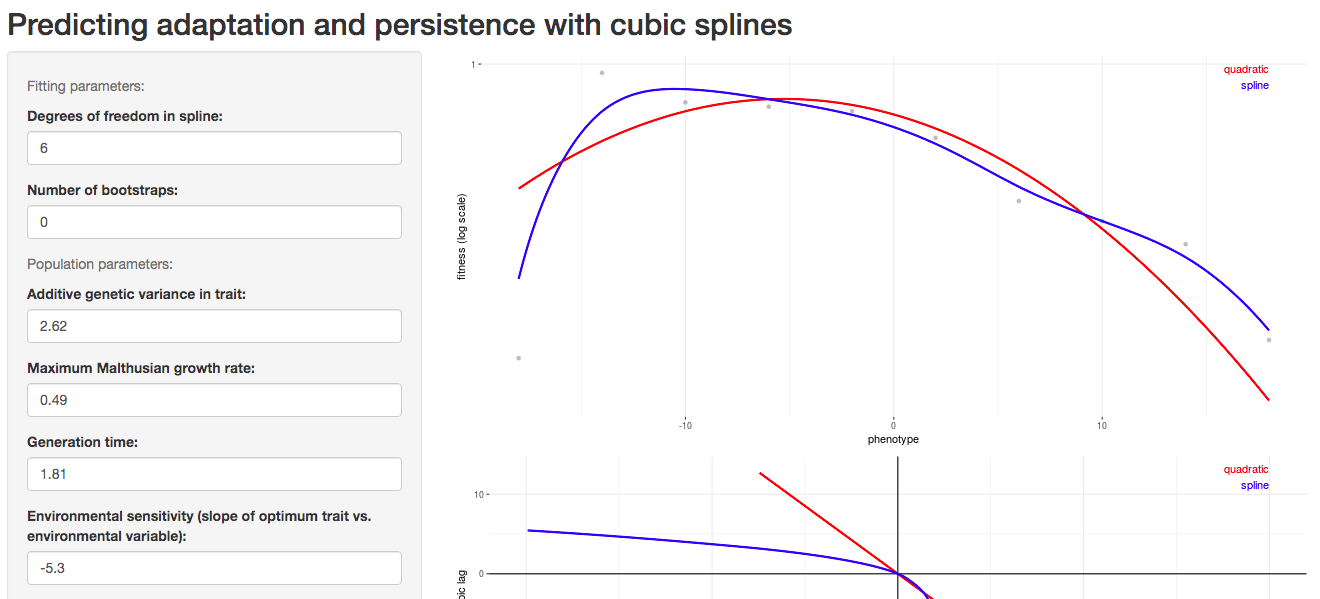 Predicting adaptation and persistence with cubic splines
Fitting parameters:
Degrees of freedom in spline:
6
Number of bootstraps:
0
Population parameters:
Additive genetic variance in trait:
2.62
Maximum Malthusian growth rate:
0.49
Generation time:
1.81
Environmental sensitivity (slope of optimum trait vs.
environmental variable):
-5.3
1
quadratic
spline
fitness (log scale)
-10
0
10
phenotype
quadratic
spline
10
0
pic lag